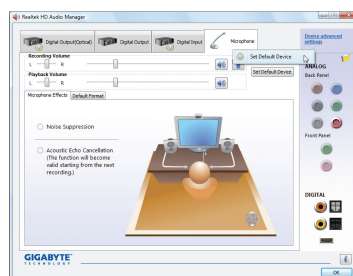 Realtek HD Audio Manager
Digital Output(Optical)
Digital Output
Digital Input
Microphone
Device advanced
settings
Recording Volume
L R
Set Default Device
Set Default Device
Playback Volume
L R
Microphone Effects
Default Format
Noise Suppression
Acoustic Echo Cancellation
(The function will become
valid starting from the next
recording.)
ANALOG
Back Panel
Front Panel
DIGITAL
GIGABYTE
TECHNOLOGY
OK